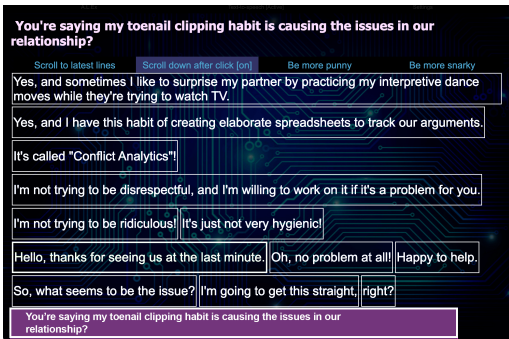 You're saying my toenail clipping habit is causing the issues in our
relationship?
Scroll to latest lines Scroll down after click [on] Be more punny Be more snarky
Yes, and sometimes I like to surprise my partner by practicing my interpretive dance
moves while they're trying to watch TV.
Yes, and I have this habit of creating elaborate spreadsheets to track our arguments.
It's called "Conflict Analytics"!
I'm not trying to be disrespectful, and I'm willing to work on it if it's a problem for you.
I'm not trying to be ridiculous! It's just not very hygienic!
Hello, thanks for seeing us at the last minute. Oh, no problem at all! Happy to help.
So, what seems to be the issue? I'm going to get this straight, right?
You're saying my toenail clipping habit is causing the issues in our
relationship?